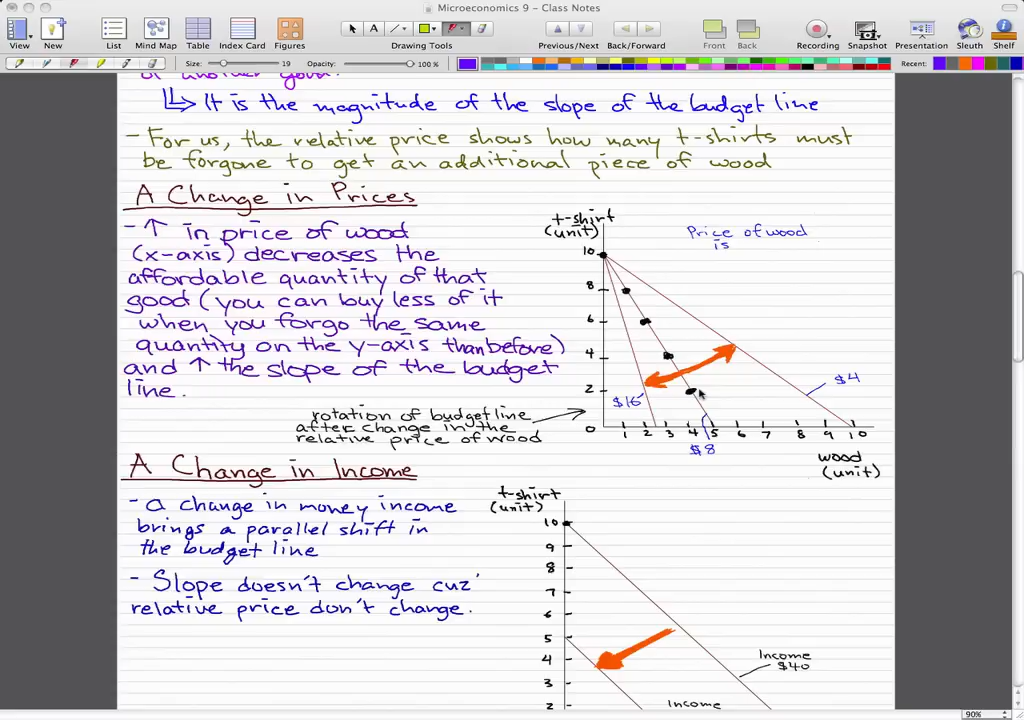 Microeconomics 9 - Class Notes
View
New
List
Mind Map
Table
Index Card
Figures
A
Drawing Tools
Previous/Next
Back/Forward
Front
Back
Recording
Snapshot
Presentation
Sleuth
Shelf
Size:
19
Opacity:
100 %
Recent:
of another good.
It is the magnitude of the slope of the budget line
- For us, the relative price shows how many t-shirts must
be forgone to get an additional piece of wood
A Change in Prices
- ↑ in price of wood
(x-axis) decreases the
affordable quantity of that
good (you can buy less of it
when you forgo the same
quantity on the y-axis than before)
and ↑ the slope of the budget
line.
rotation of budget line
after change in the
relative price of wood
t-shirt
(unit)
Price of wood
is
10
8
6
4
2
0
1 2 3 4 5 6 7 8 9 10
$16
$8
$4
wood
(unit)
A Change in Income
- a change in money income
brings a parallel shift in
the budget line
- Slope doesn't change cuz'
relative price don't change.
t-shirt
(unit)
10
9
8
7
6
5
4
3
2
Income
$40
Income
90%